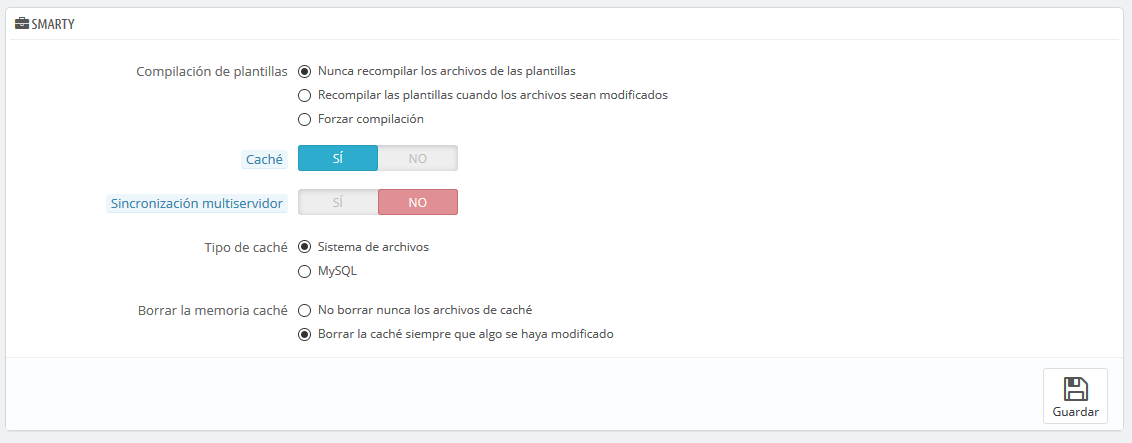 SMARTY
Compilación de plantillas Nunca recompilar los archivos de las plantillas
Recompilar las plantillas cuando los archivos sean modificados
Forzar compilación
Caché SÍ NO
Sincronización multiservidor SÍ NO
Tipo de caché Sistema de archivos
MySQL
Borrar la memoria caché No borrar nunca los archivos de caché
Borrar la caché siempre que algo se haya modificado
Guardar